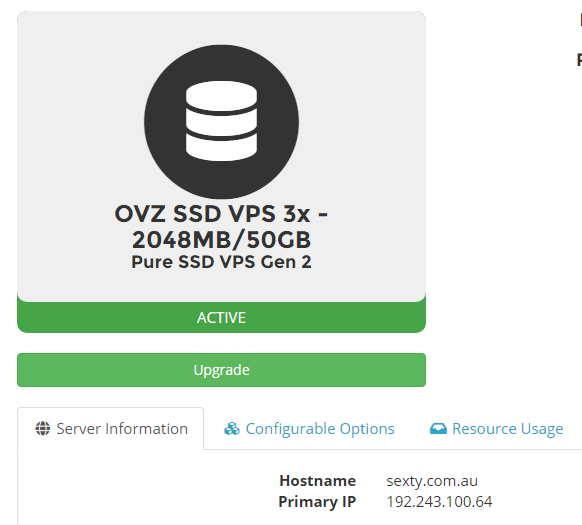 OVZ SSD VPS 3x -
2048MB/50GB
Pure SSD VPS Gen 2
ACTIVE
Upgrade
Server Information Configurable Options Resource Usage
Hostname sexty.com.au
Primary IP 192.243.100.64